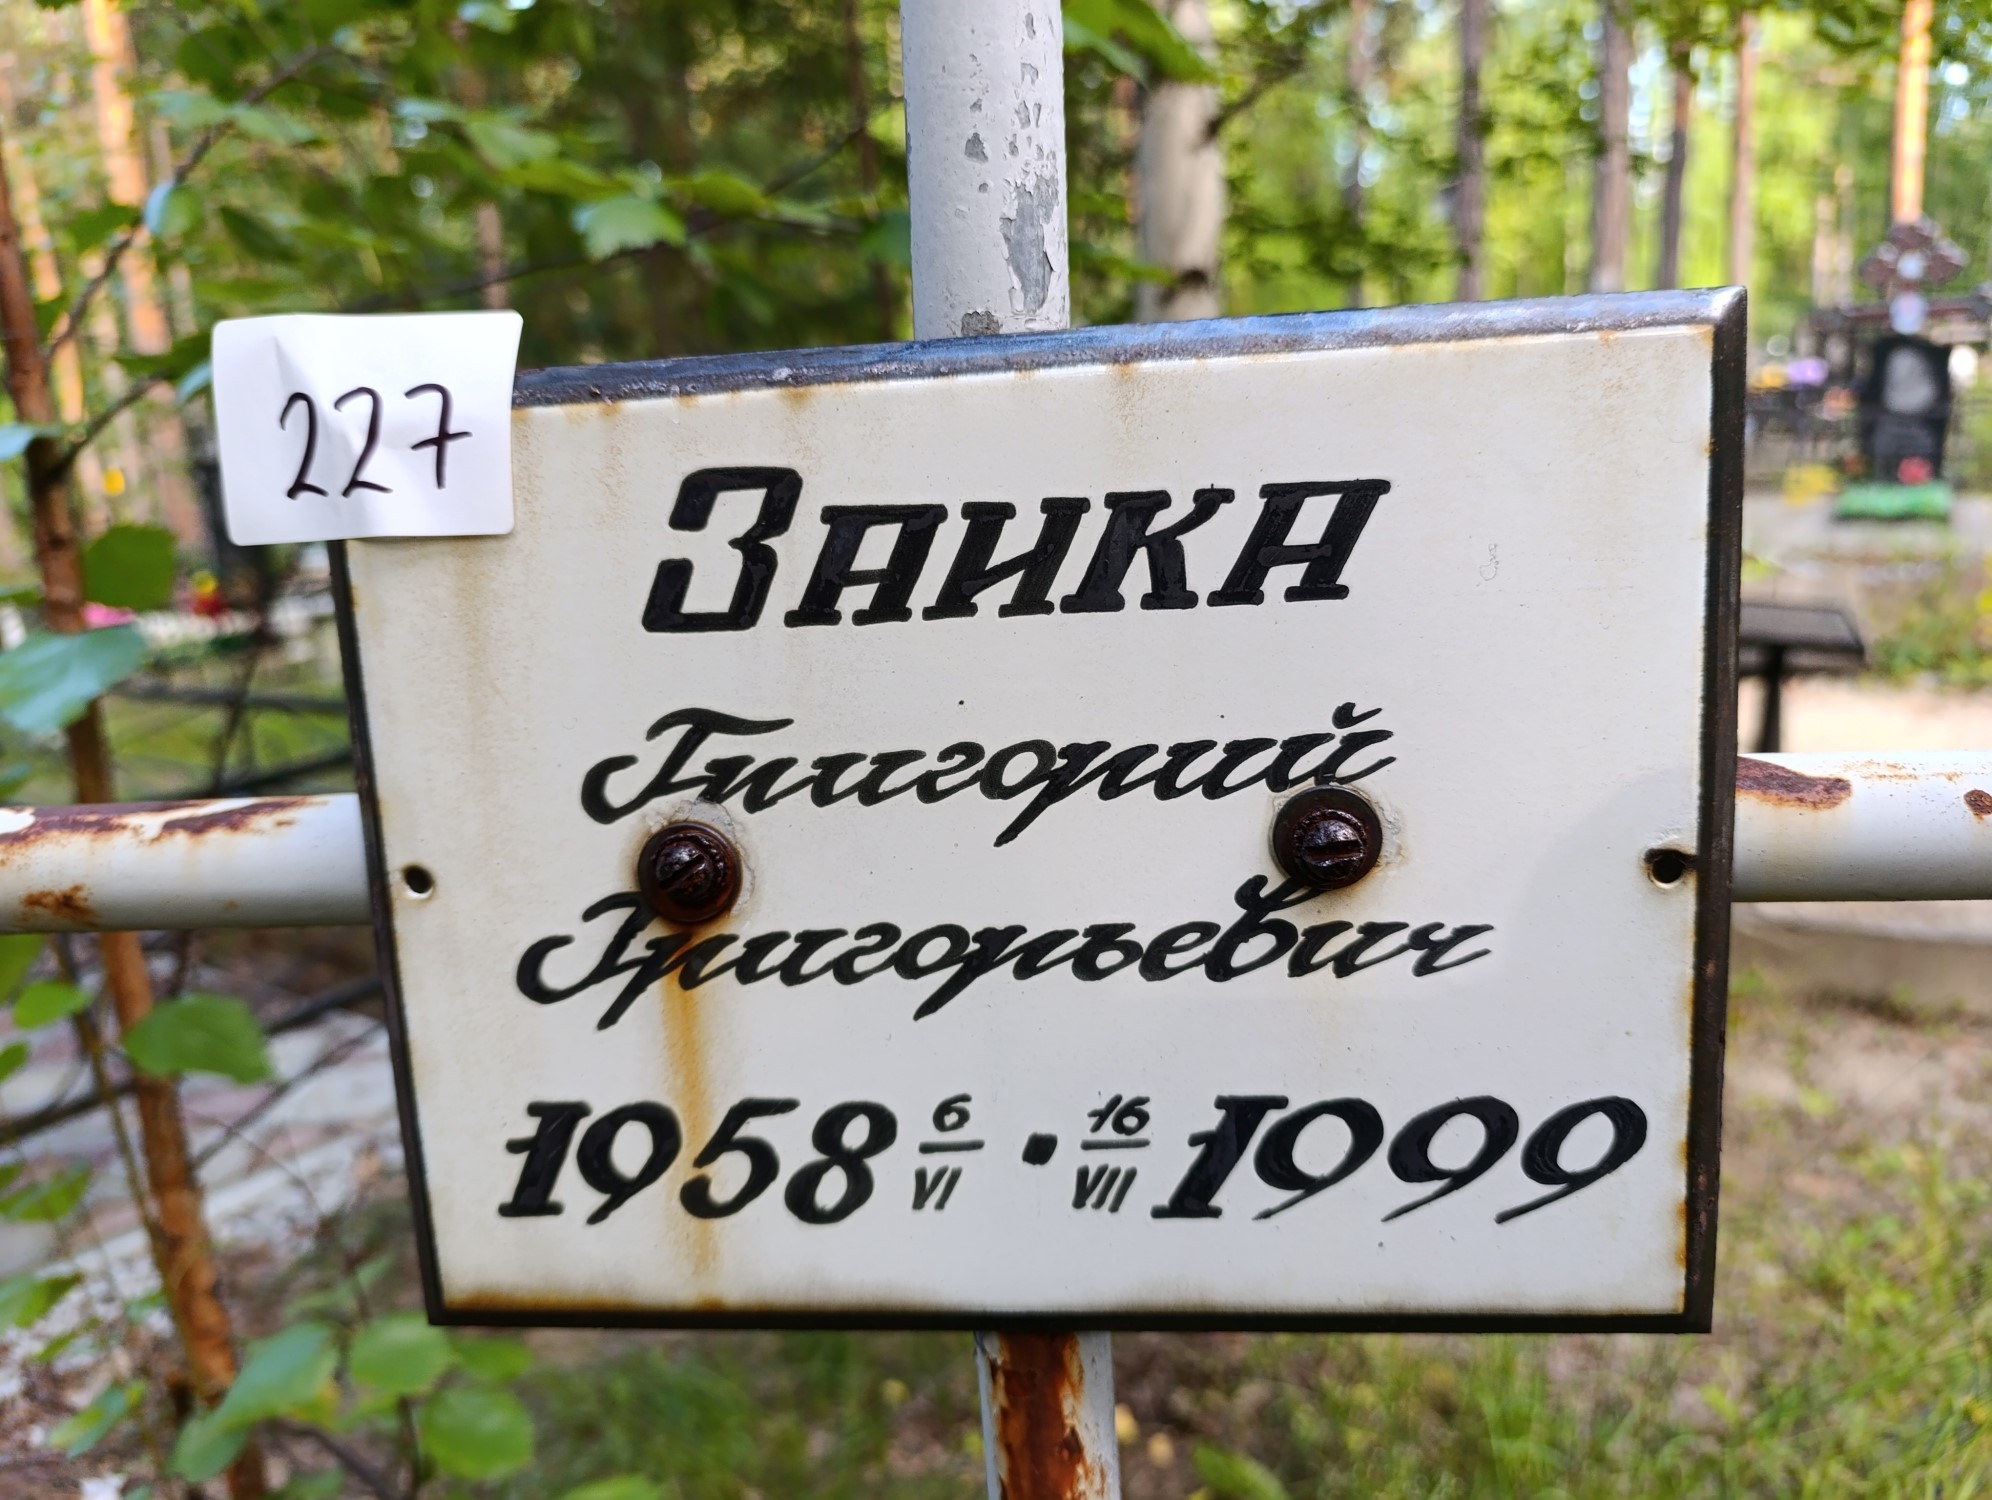 227
Заика
Григорий
Григорьевич
1958 6/VI · 16/VII 1999